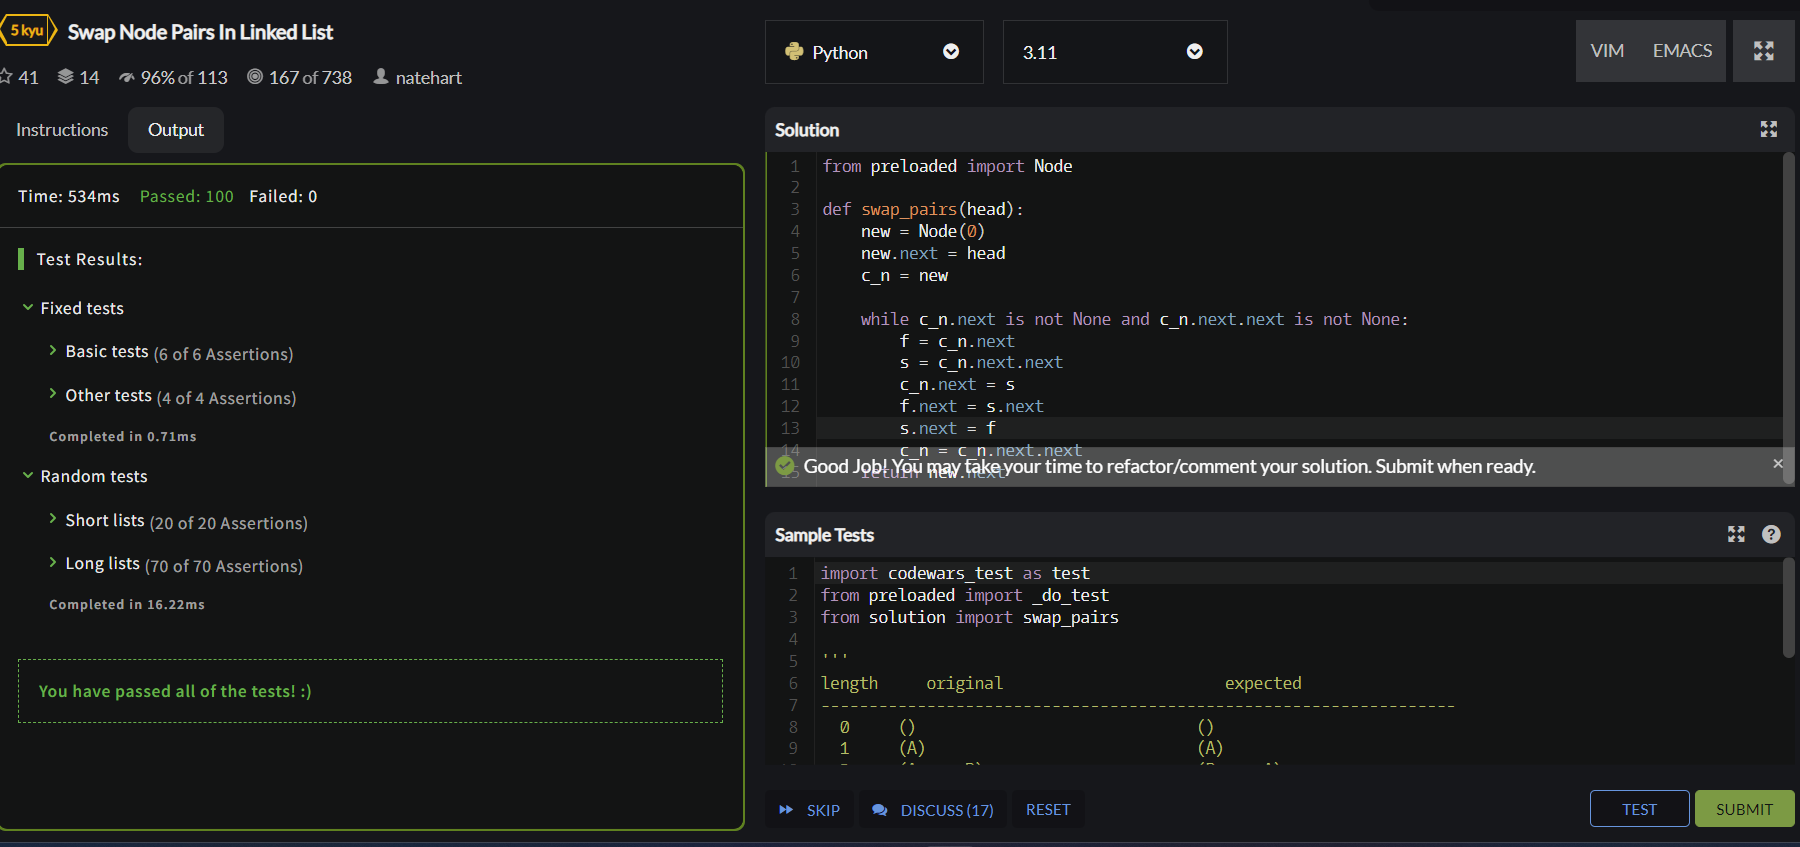 5 kyu Swap Node Pairs In Linked List
41 14 96% of 113 167 of 738 natehart
Instructions Output
Time: 534ms Passed: 100 Failed: 0
Test Results:
Fixed tests
Basic tests (6 of 6 Assertions)
Other tests (4 of 4 Assertions)
Completed in 0.71ms
Random tests
Short lists (20 of 20 Assertions)
Long lists (70 of 70 Assertions)
Completed in 16.22ms
You have passed all of the tests! :)
Python 3.11 VIM EMACS
Solution
1 from preloaded import Node
2
3 def swap_pairs(head):
4 new = Node(0)
5 new.next = head
6 c_n = new
7
8 while c_n.next is not None and c_n.next.next is not None:
9 f = c_n.next
10 s = c_n.next.next
11 c_n.next = s
12 f.next = s.next
13 s.next = f
14 c_n = c_n.next.next
15 return new.next
Good Job! You may take your time to refactor/comment your solution. Submit when ready. ×
Sample Tests ?
1 import codewars_test as test
2 from preloaded import _do_test
3 from solution import swap_pairs
4
5 '''
6 length original expected
7 ------------------------------------------------------------------
8 0 () ()
9 1 (A) (A)
SKIP DISCUSS (17) RESET TEST SUBMIT